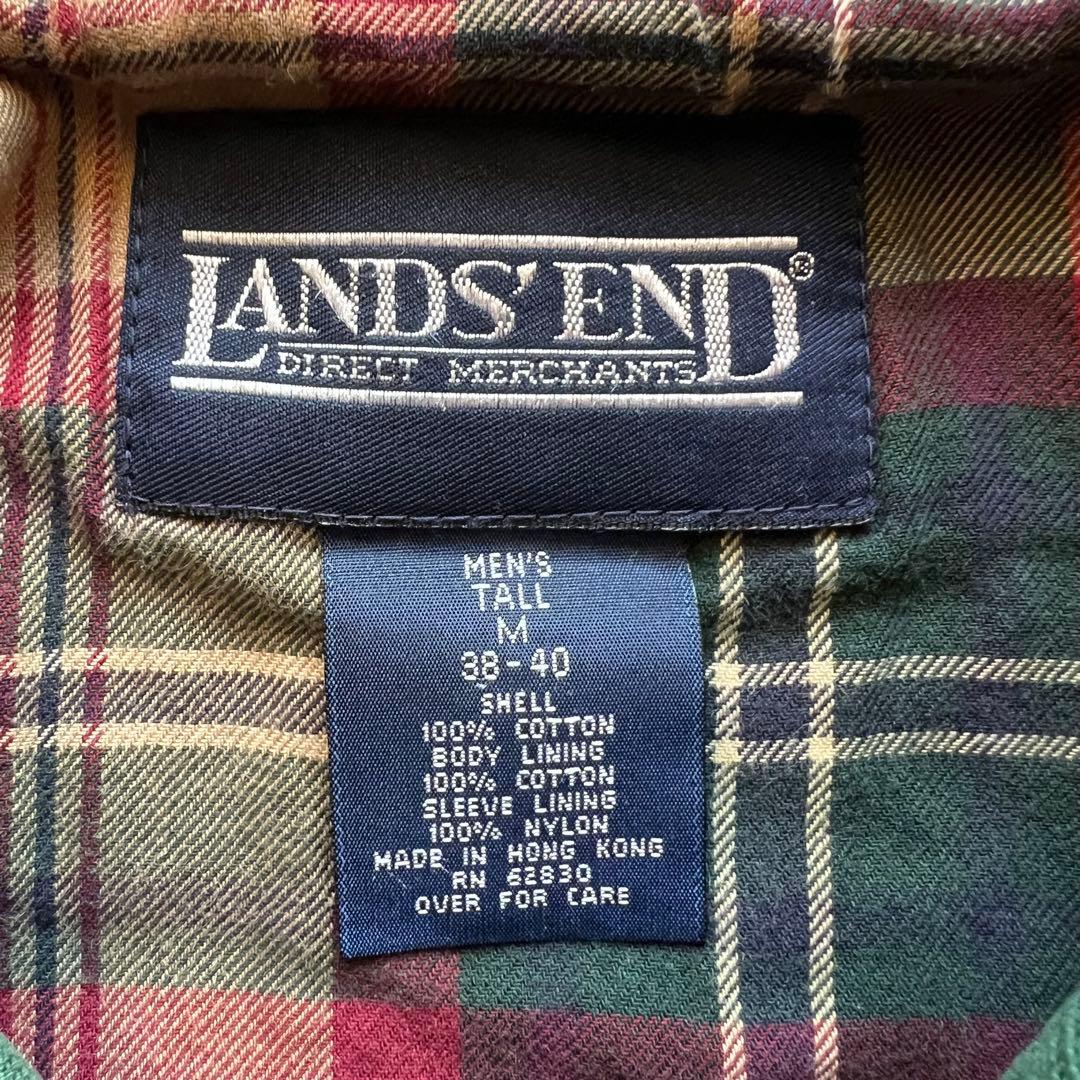 LANDS' END®
DIRECT MERCHANTS
MEN'S
TALL
M
38-40
SHELL
100% COTTON
BODY LINING
100% COTTON
SLEEVE LINING
100% NYLON
MADE IN HONG KONG
RN 62830
OVER FOR CARE